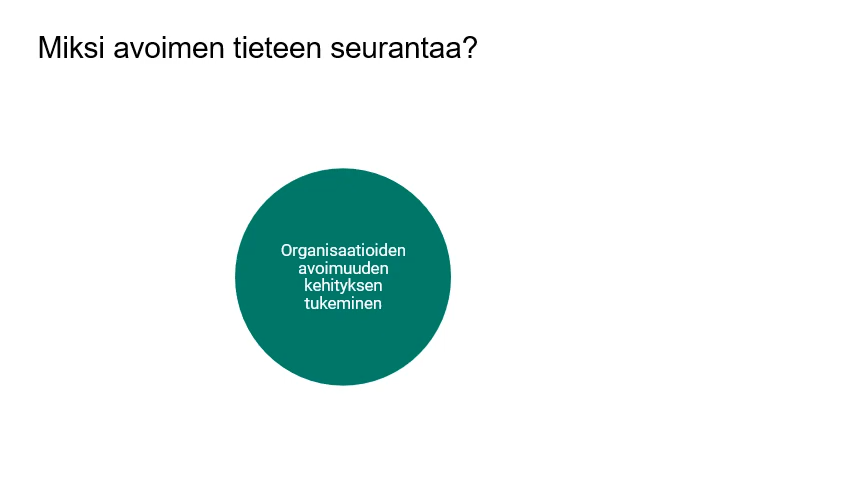 Miksi avoimen tieteen seurantaa?
Organisaatioiden
avoimuuden
kehityksen
tukeminen